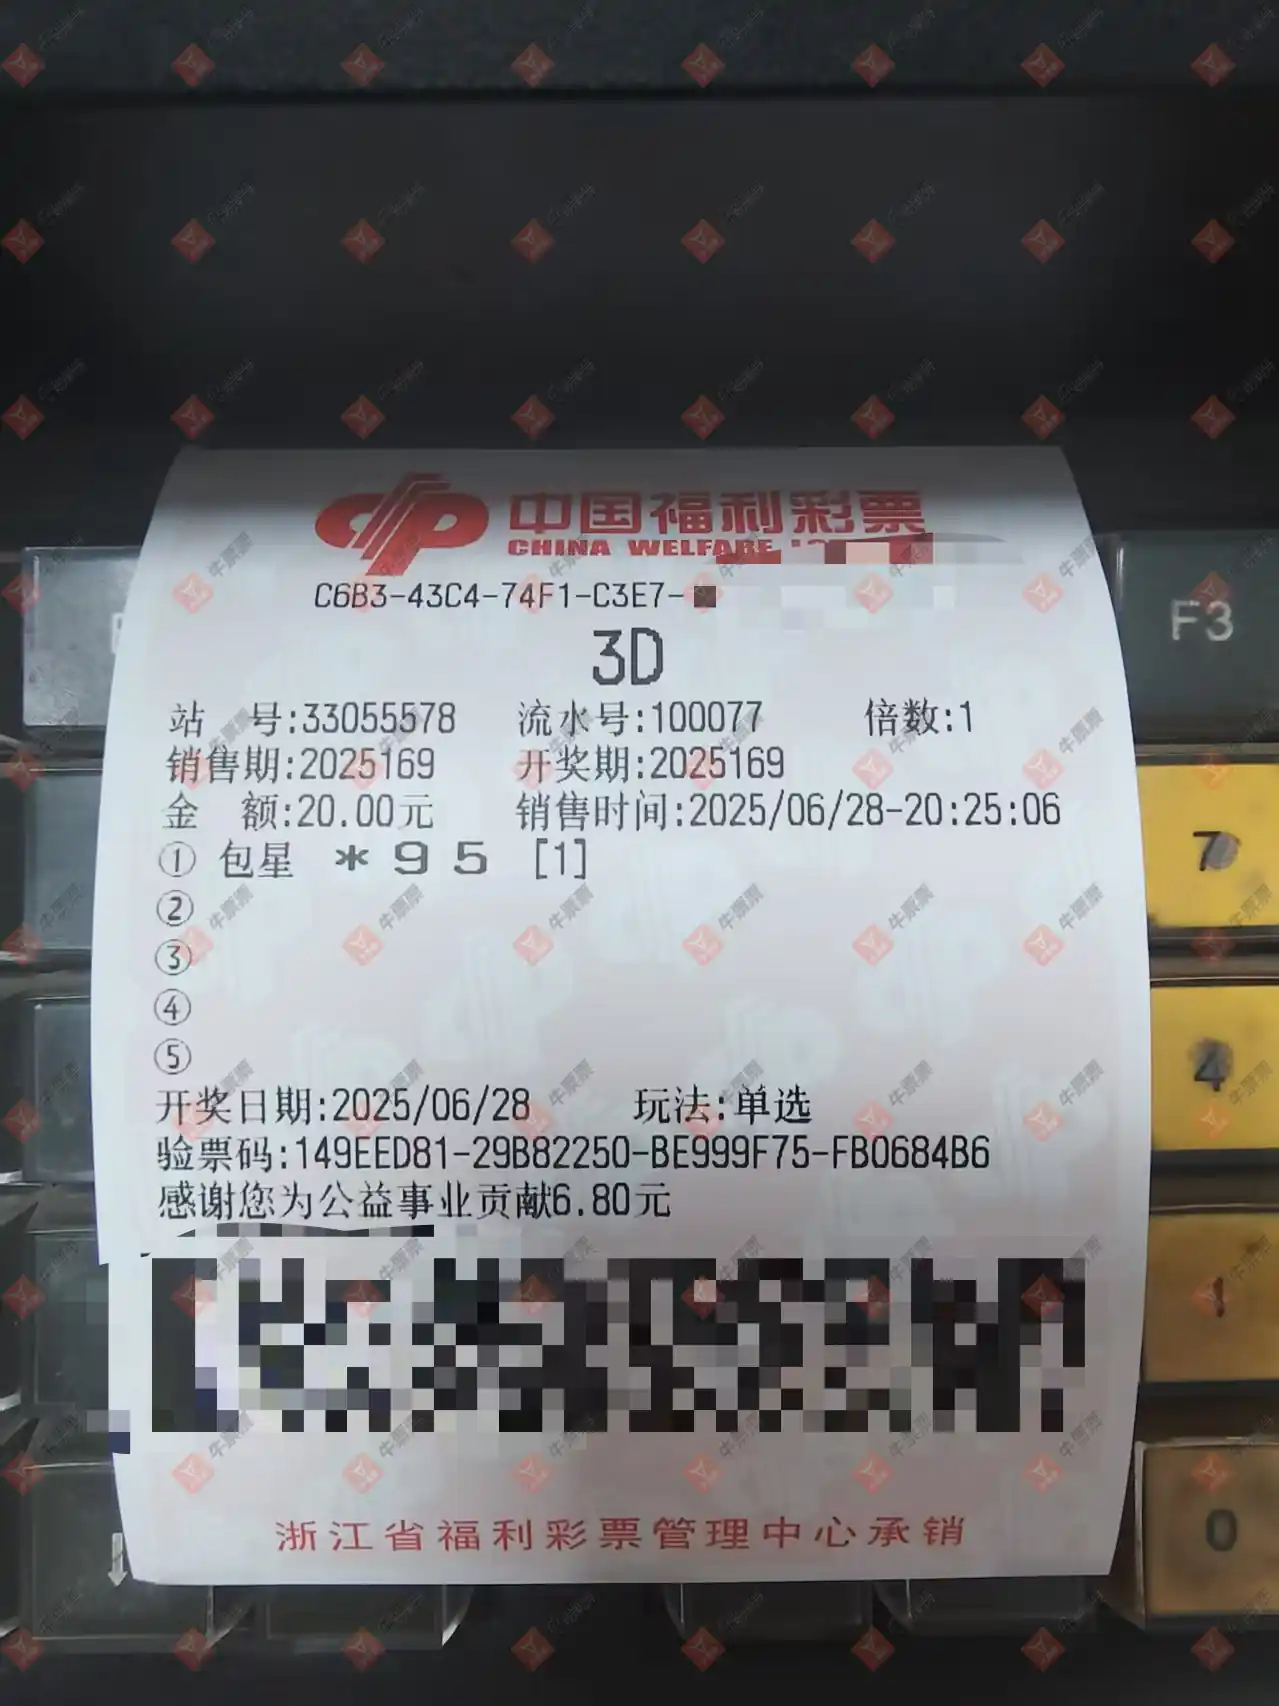 中国福利彩票
CHINA WELFARE
C6B3-43C4-74F1-C3E7-
3D
站 号:33055578 流水号:100077 倍数:1
销售期:2025169 开奖期:2025169
金 额:20.00元 销售时间:2025/06/28-20:25:06
① 包星 * 9 5 [1]
②
③
④
⑤
开奖日期:2025/06/28 玩法:单选
验票码:149EED81-29B82250-BE999F75-FB0684B6
感谢您为公益事业贡献6.80元
浙江省福利彩票管理中心承销
F3
7
4
1
0
牛票票